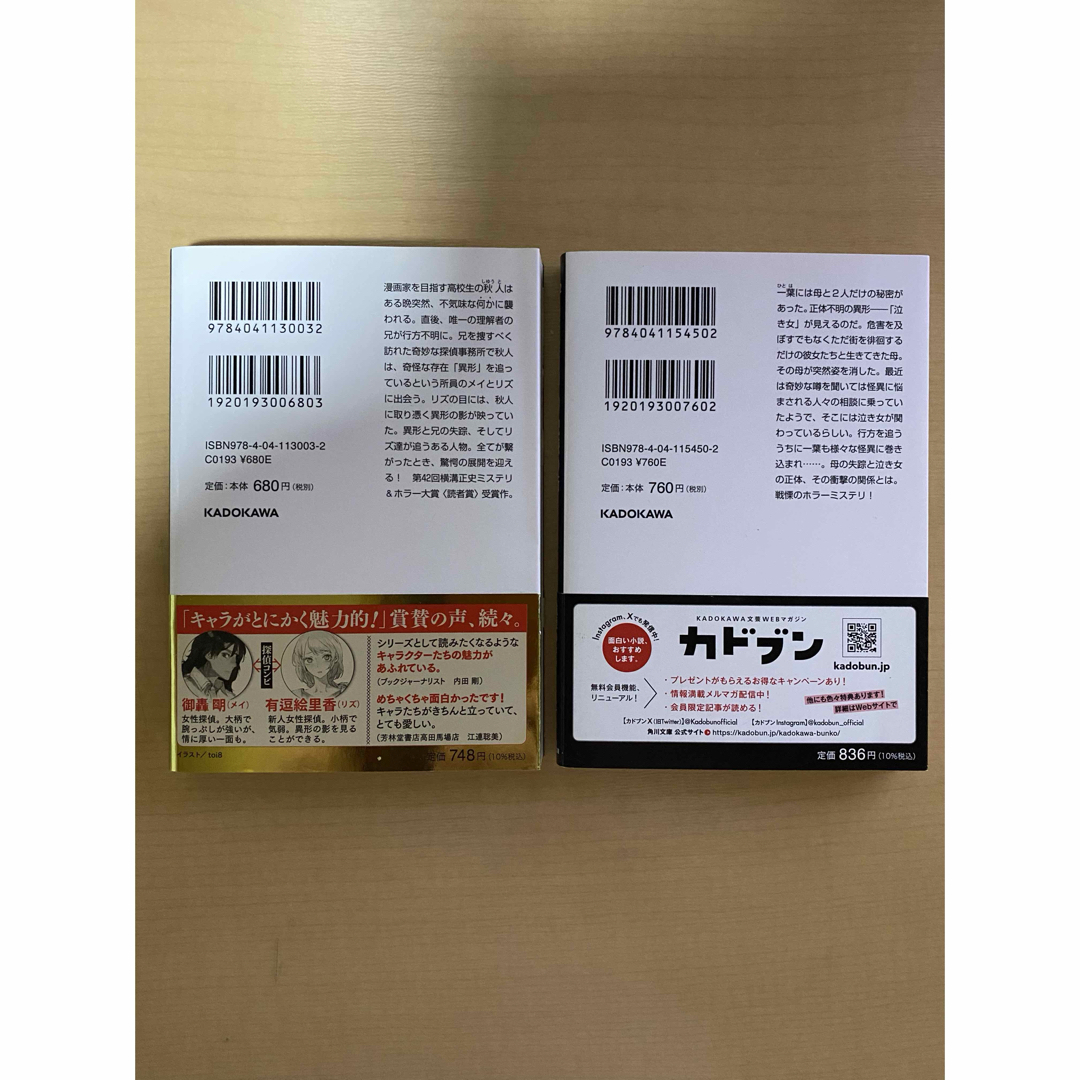 9784041130032
1920193006803
ISBN978-4-04-113003-2
C0193 ¥680E
定価：本体 680円（税別）
KADOKAWA
しゆうと
漫画家を目指す高校生の秋人は
ある晩突然、不気味な何かに襲
われる。直後、唯一の理解者の
兄が行方不明に。兄を捜すべく
訪れた奇妙な探偵事務所で秋人
は、奇怪な存在「異形」を追っ
ているという所員のメイとリズ
に出会う。リズの目には、秋人
に取り憑く異形の影が映ってい
た。異形と兄の失踪、そしてリ
ズ達が追うある人物。全てが繋
がったとき、驚愕の展開を迎え
る！ 第42回横溝正史ミステリ
＆ホラー大賞〈読者賞〉受賞作。
「キャラがとにかく魅力的！」賞賛の声、続々。
探偵コンビ
御轟 明（メイ）
女性探偵。大柄で
腕っぷしが強いが、
情に厚い一面も。
有逗絵里香（リズ）
新人女性探偵。小柄で
気弱。異形の影を見る
ことができる。
シリーズとして読みたくなるような
キャラクターたちの魅力が
あふれている。
（ブックジャーナリスト 内田 剛）
めちゃくちゃ面白かったです！
キャラたちがきちんと立っていて、
とても愛しい。
（芳林堂書店高田馬場店 江連聡美）
イラスト／toi8
定価 748円（10%税込）
9784041154502
1920193007602
ISBN978-4-04-115450-2
C0193 ¥760E
定価：本体 760円（税別）
KADOKAWA
ひとは
一葉には母と２人だけの秘密が
あった。正体不明の異形――「泣
き女」が見えるのだ。危害を及
ぼすでもなくただ街を徘徊する
だけの彼女たちと生きてきた母。
その母が突然姿を消した。最近
は奇妙な噂を聞いては怪異に悩
まされる人々の相談に乗ってい
たようで、そこには泣き女が関
わっているらしい。行方を追う
うちに一葉も様々な怪異に巻き
込まれ……。母の失踪と泣き女
の正体、その衝撃の関係とは。
戦慄のホラーミステリ！
Instagram、Xでも発信中！
面白い小説、
おすすめ
します。
KADOKAWA文芸WEBマガジン
カドブン
kadobun.jp
無料会員機能、
リニューアル！
・プレゼントがもらえるお得なキャンペーンあり！
・情報満載メルマガ配信中！
・会員限定記事が読める！
他にも色々特典あります！
詳細はWebサイトで
【カドブンX（旧Twitter）】@Kadobunofficial 【カドブンInstagram】@kadobun_official
角川文庫 公式サイト https://kadobun.jp/kadokawa-bunko/
定価 836円（10%税込）